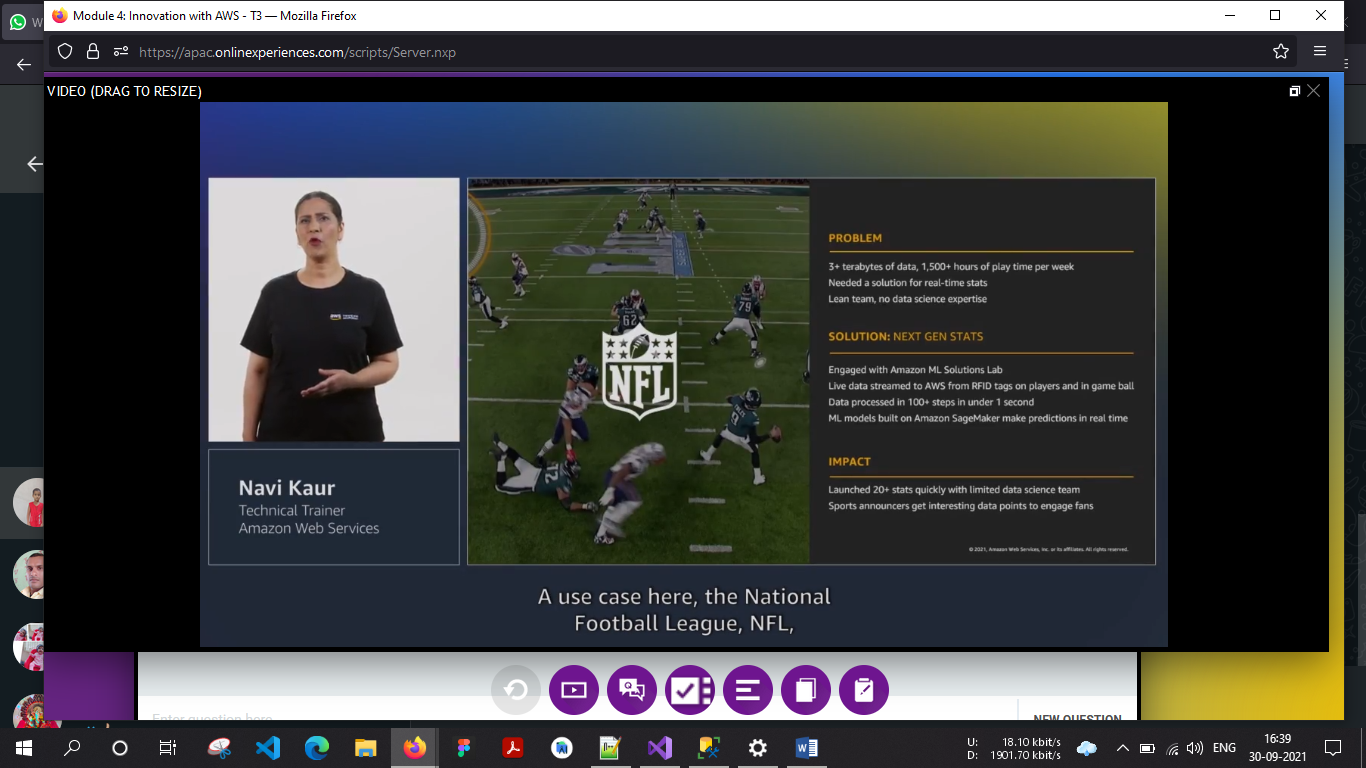 Module 4: Innovation with AWS - T3 — Mozilla Firefox
https://apac.onlinexperiences.com/scripts/Server.nxp
VIDEO (DRAG TO RESIZE)
PROBLEM
3+ terabytes of data, 1,500+ hours of play time per week
Needed a solution for real-time stats
Lean team, no data science expertise
SOLUTION: NEXT GEN STATS
Engaged with Amazon ML Solutions Lab
Live data streamed to AWS from RFID tags on players and in game ball
Data processed in 100+ steps in under 1 second
ML models built on Amazon SageMaker make predictions in real time
IMPACT
Launched 20+ stats quickly with limited data science team
Sports announcers get interesting data points to engage fans
© 2021, Amazon Web Services, Inc. or its affiliates. All rights reserved.
NFL
62
79
72
9
aws
Navi Kaur
Technical Trainer
Amazon Web Services
A use case here, the National
Football League, NFL,
Enter question here
NEW QUESTION
U: 18.10 kbit/s
D: 1901.70 kbit/s
ENG
16:39
30-09-2021